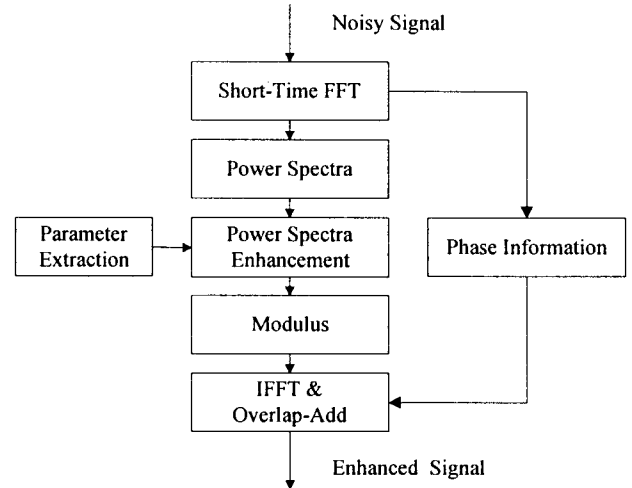 Noisy Signal
Short-Time FFT
Power Spectra
Parameter
Extraction
Power Spectra
Enhancement
Phase Information
Modulus
IFFT &
Overlap-Add
Enhanced Signal